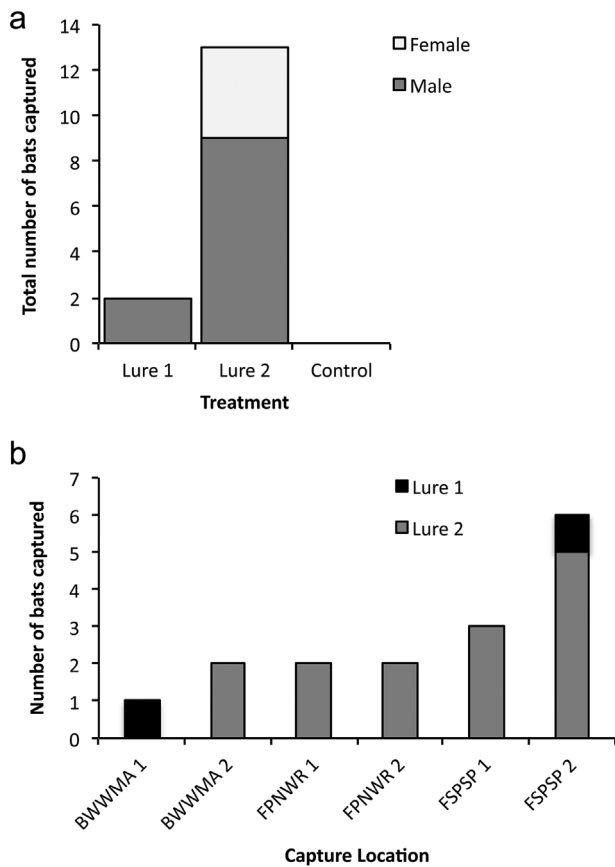 a
Total number of bats captured
14
12
10
8
6
4
2
0
Female
Male
Lure 1 Lure 2 Control
Treatment
b
Number of bats captured
7
6
5
4
3
2
1
0
Lure 1
Lure 2
BWWMA 1
BWWMA 2
FPNWR 1
FPNWR 2
FSPSP 1
FSPSP 2
Capture Location